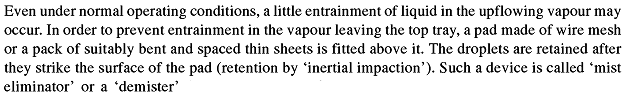 Even under normal operating conditions, a little entrainment of liquid in the upflowing vapour may
occur. In order to prevent entrainment in the vapour leaving the top tray, a pad made of wire mesh
or a pack of suitably bent and spaced thin sheets is fitted above it. The droplets are retained after
they strike the surface of the pad (retention by ‘inertial impaction’). Such a device is called ‘mist
eliminator’ or a ‘demister’